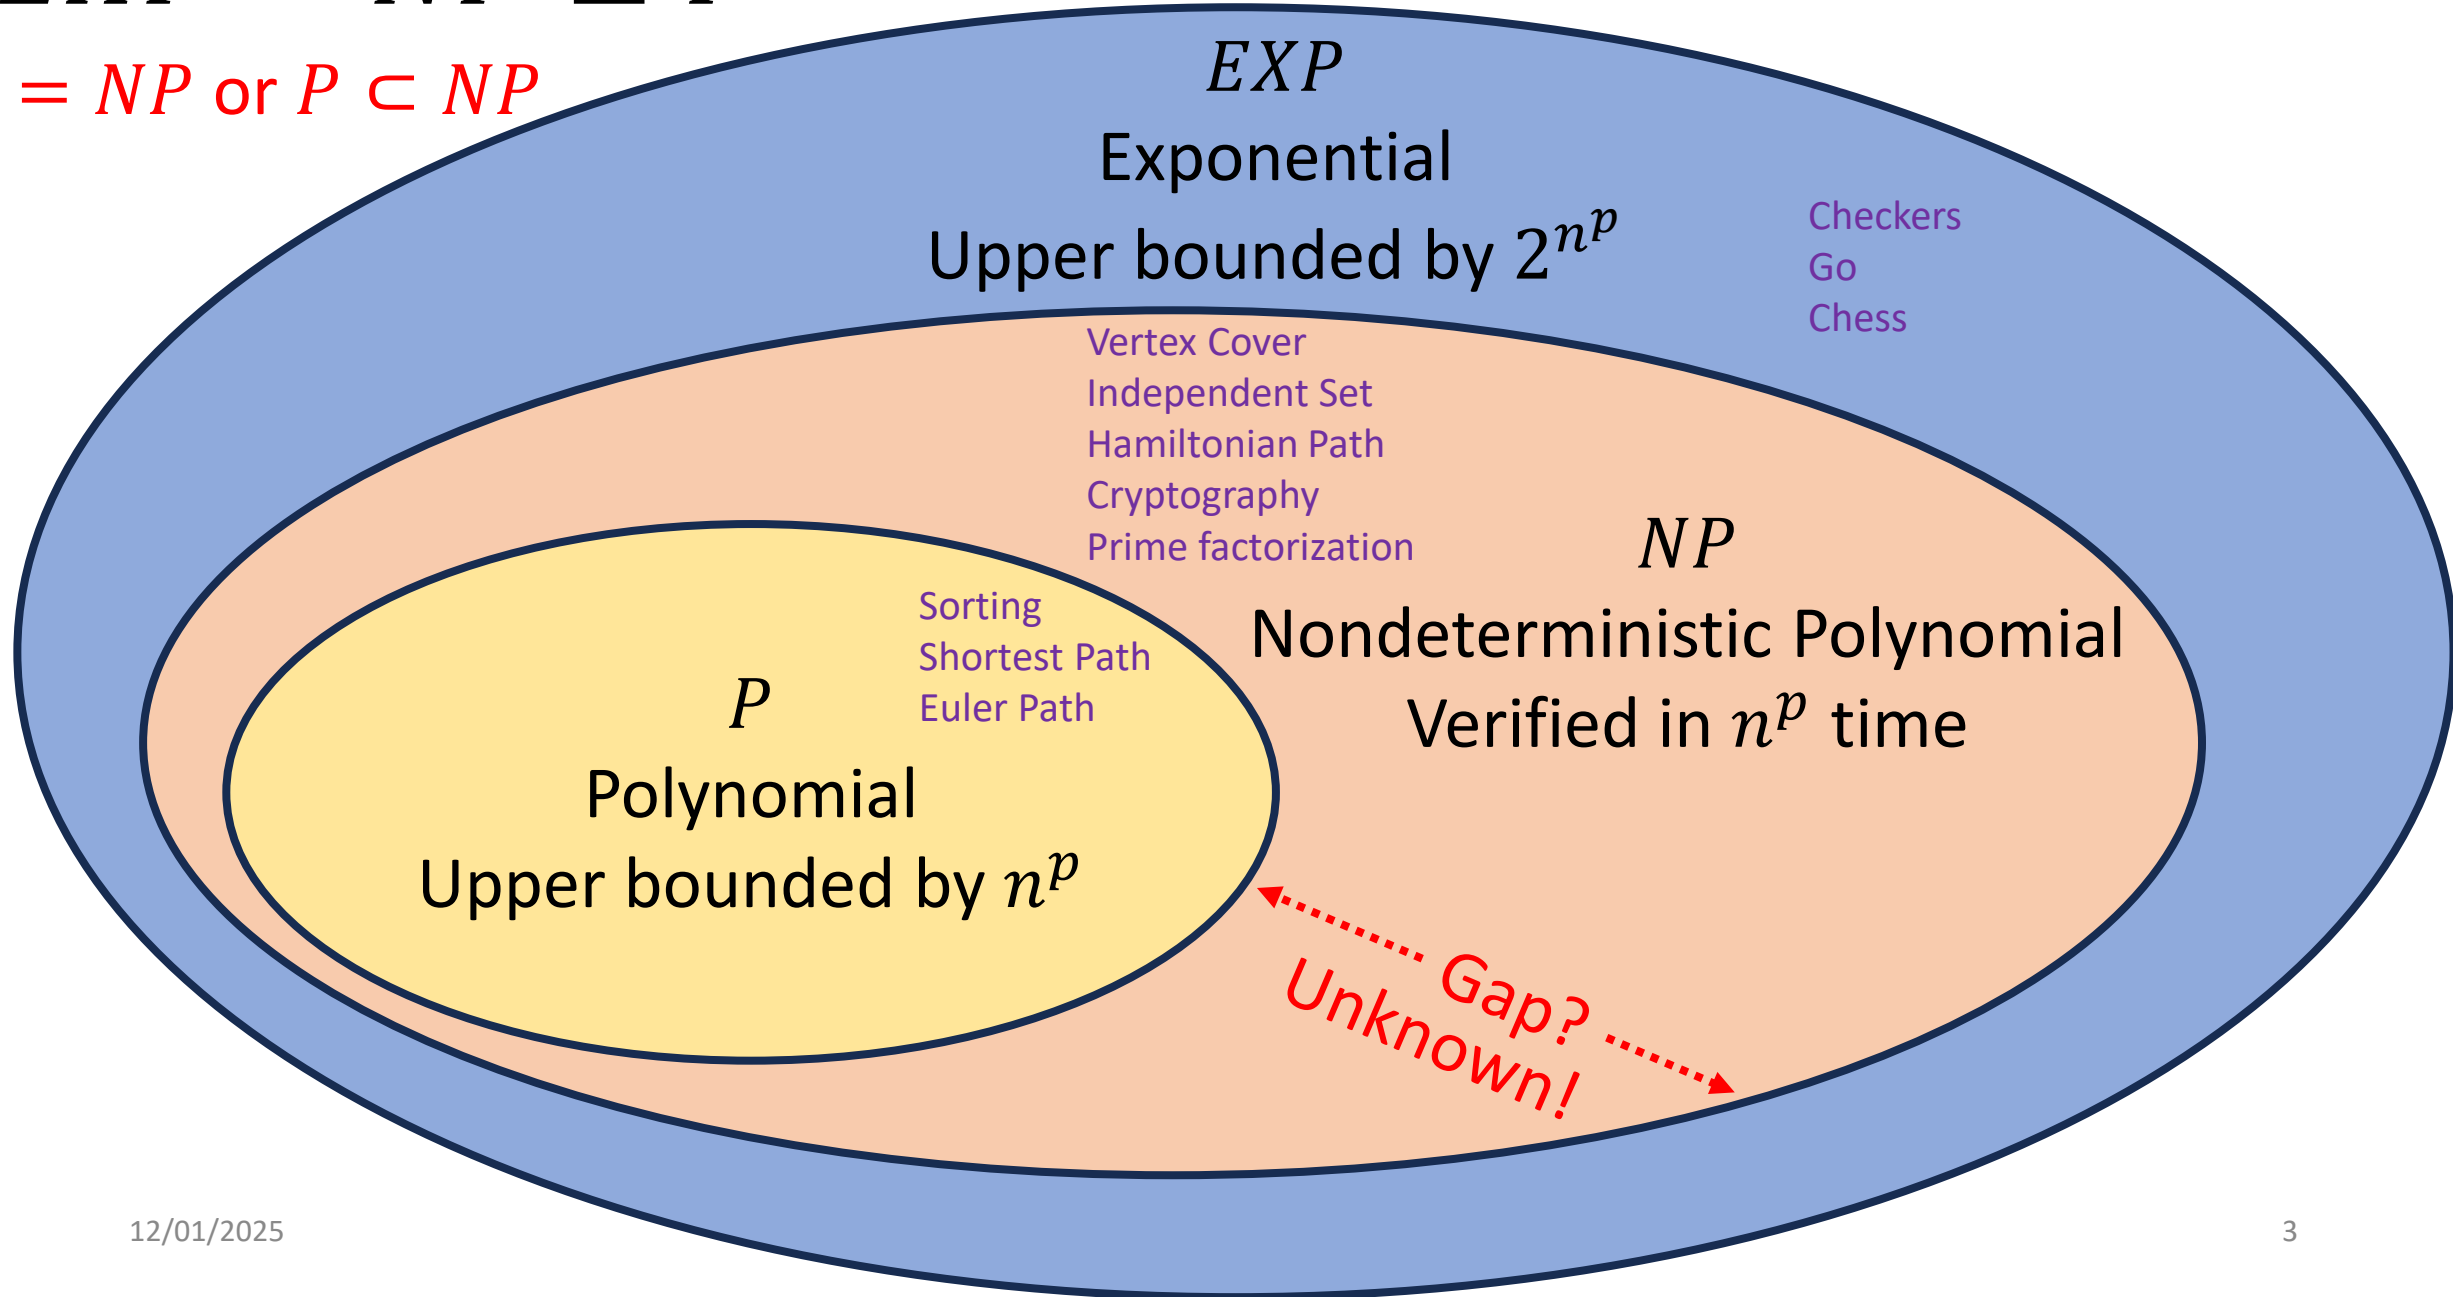 = NP or P ⊂ NP
EXP
Exponential
Upper bounded by 2^{n^p}
Checkers
Go
Chess
Vertex Cover
Independent Set
Hamiltonian Path
Cryptography
Prime factorization
NP
Nondeterministic Polynomial
Verified in n^p time
Sorting
Shortest Path
Euler Path
P
Polynomial
Upper bounded by n^p
Gap?
Unknown!
12/01/2025
3